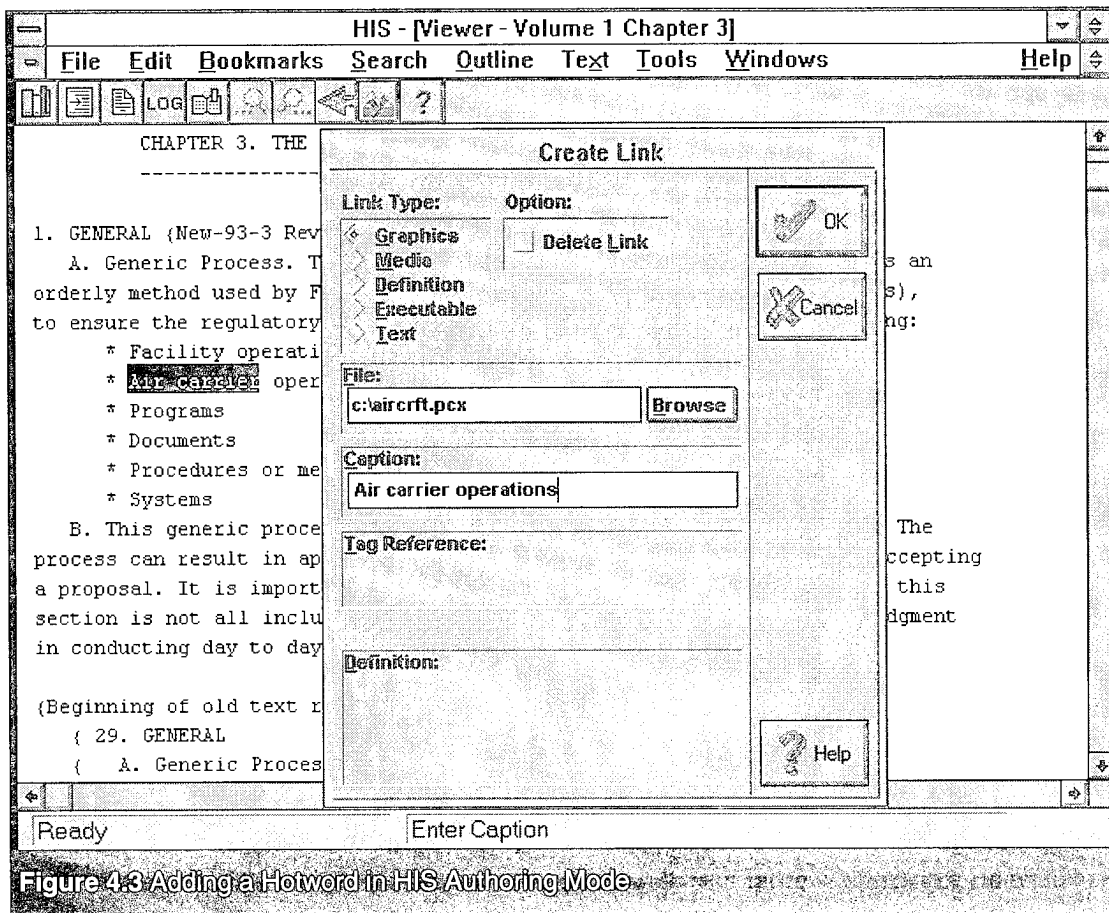 HIS - [Viewer - Volume 1 Chapter 3]
File Edit Bookmarks Search Outline Text Tools Windows Help
LOG ?
CHAPTER 3. THE
----------------
1. GENERAL (New-93-3 Rev
A. Generic Process. T s an
orderly method used by F s),
to ensure the regulatory ng:
* Facility operati
* Air carrier oper
* Programs
* Documents
* Procedures or me
* Systems
B. This generic proce The
process can result in ap ccepting
a proposal. It is import this
section is not all inclu dgment
in conducting day to day
(Beginning of old text r
( 29. GENERAL
( A. Generic Proces
Create Link
Link Type: Option:
Graphics
Delete Link
Media
Definition
Executable
Text
File:
c:\aircrft.pcx Browse
Caption:
Air carrier operations
Tag Reference:
Definition:
OK
Cancel
? Help
Ready Enter Caption
Figure 4.3 Adding a Hotword in HIS Authoring Mode